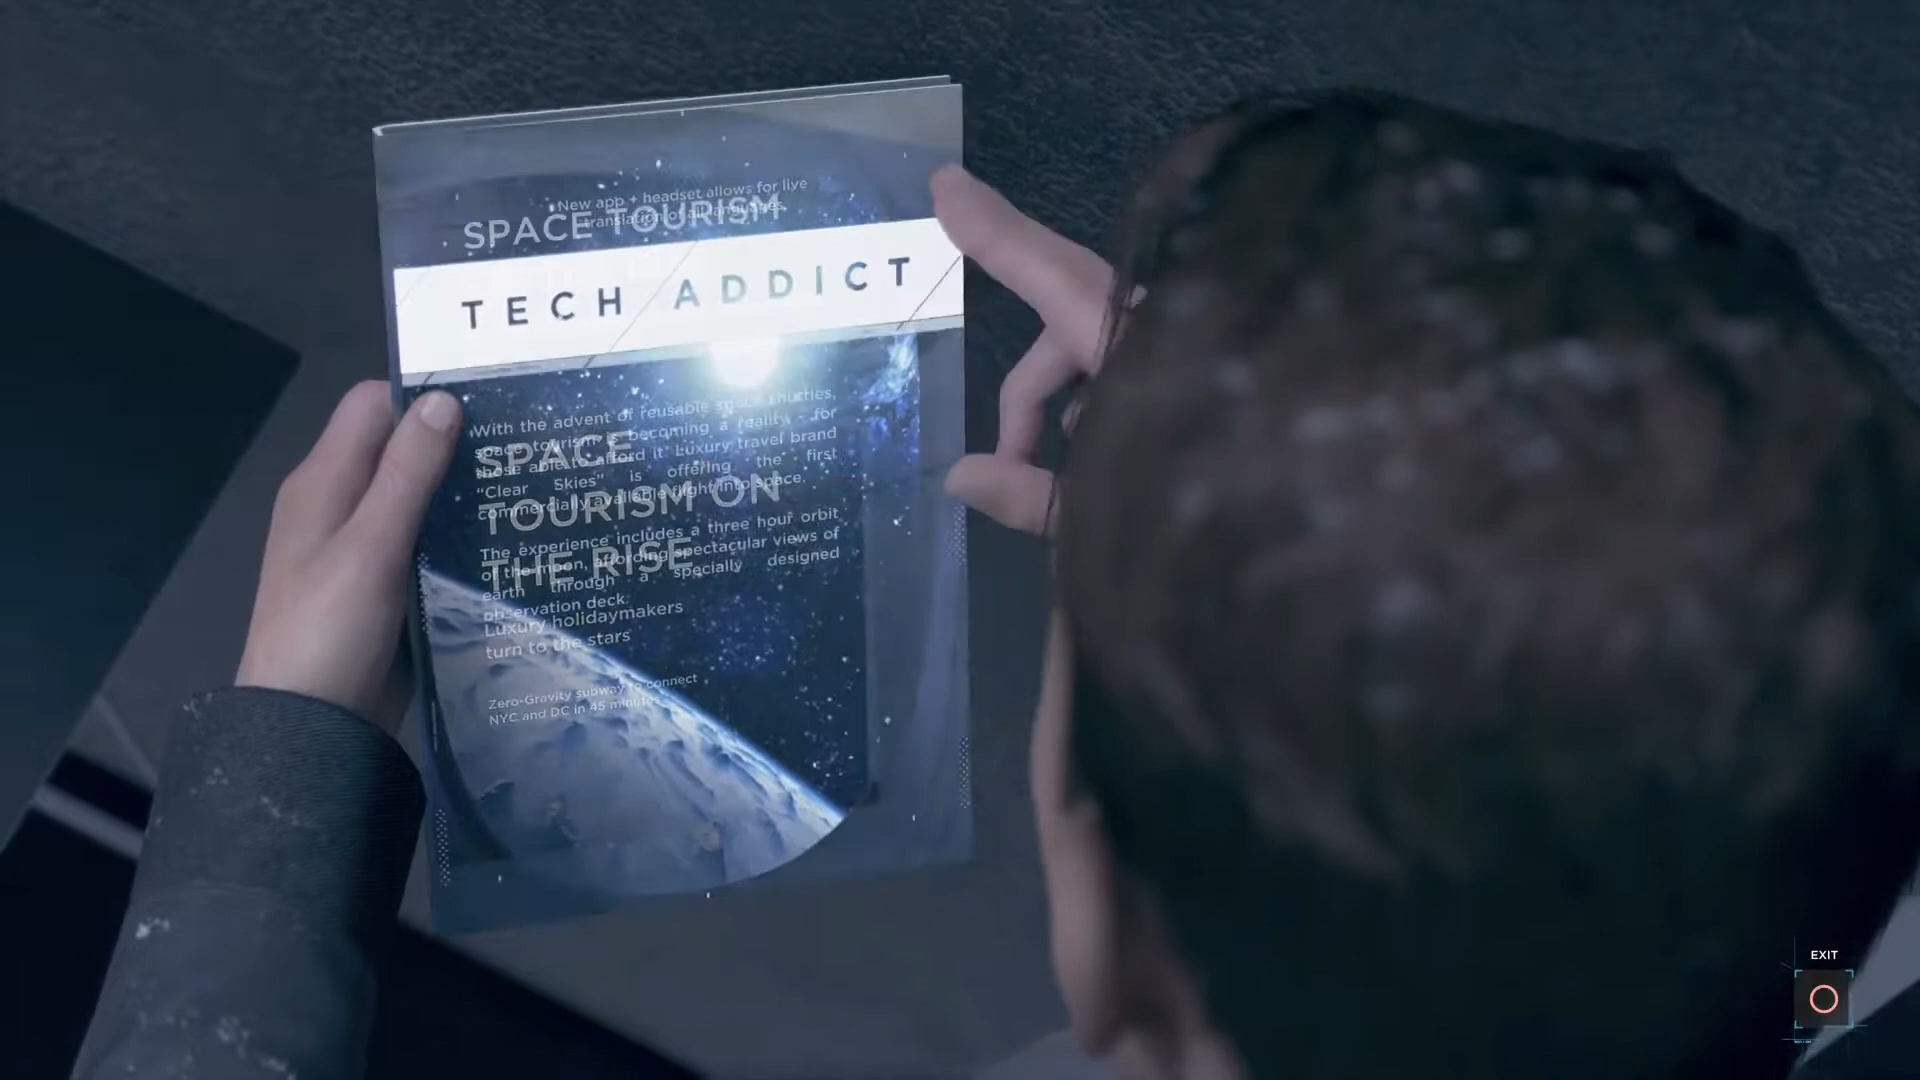 New app + headset allows for live
translation of all languages
SPACE TOURISM
TECH ADDICT
With the advent of reusable space shuttles,
space tourism is becoming a reality - for
those able to afford it. Luxury travel brand
"Clear Skies" is offering the first
commercially available flight into space.
SPACE
TOURISM ON
THE RISE
The experience includes a three hour orbit
of the moon, affording spectacular views of
earth through a specially designed
observation deck.
Luxury holidaymakers
turn to the stars
Zero-Gravity subway to connect
NYC and DC in 45 minutes
EXIT